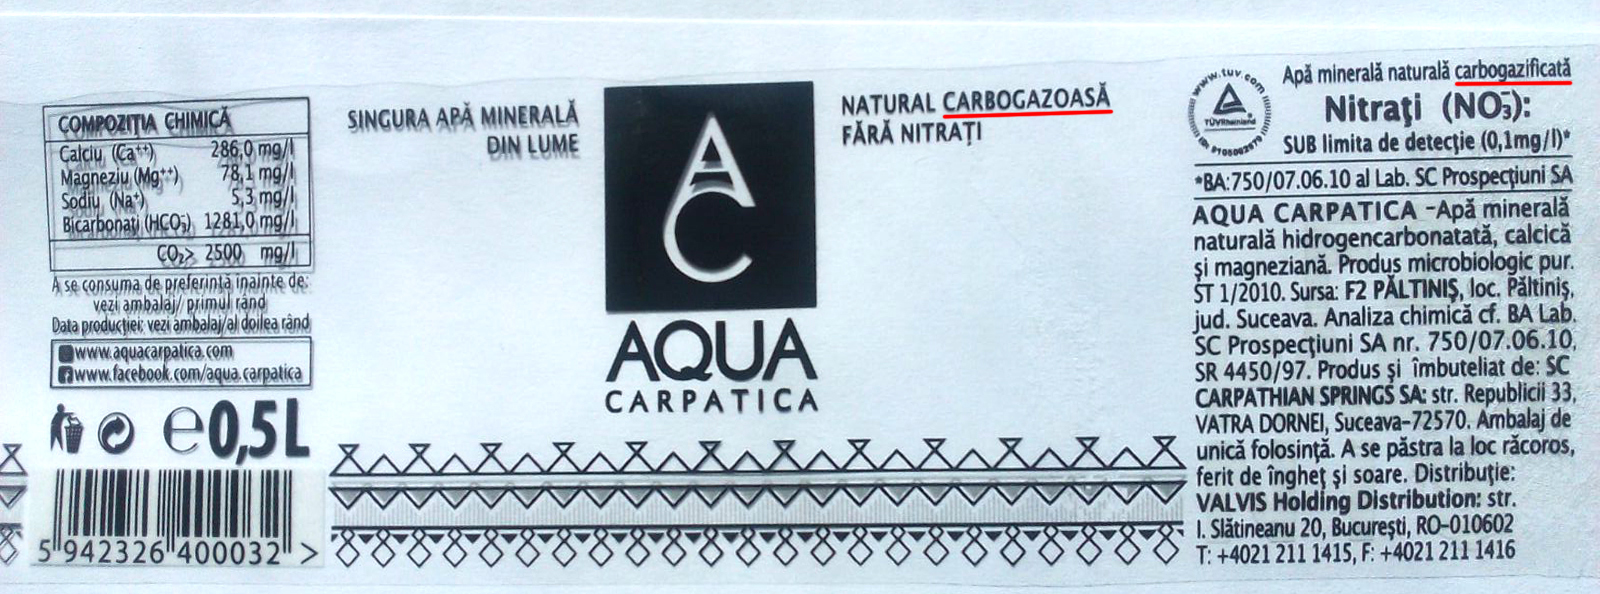 COMPOZIȚIA CHIMICĂ
Calciu (Ca⁺⁺) 286,0 mg/l
Magneziu (Mg⁺⁺) 78,1 mg/l
Sodiu (Na⁺) 5,3 mg/l
Bicarbonați (HCO₃⁻) 1281,0 mg/l
CO₂> 2500 mg/l
A se consuma de preferință înainte de:
vezi ambalaj/ primul rând
Data producției: vezi ambalaj/al doilea rând
www.aquacarpatica.com
www.facebook.com/aqua.carpatica
℮0,5L
5 942326 400032 >
SINGURA APĂ MINERALĂ
DIN LUME
AC
AQUA
CARPATICA
NATURAL CARBOGAZOASĂ
FĂRĂ NITRAȚI
www.tuv.com
TÜVRheinland
Apă minerală naturală carbogazificată
Nitrați (NO₃⁻):
SUB limita de detecție (0,1mg/l)*
*BA:750/07.06.10 al Lab. SC Prospecțiuni SA
AQUA CARPATICA -Apă minerală
naturală hidrogencarbonatată, calcică
și magneziană. Produs microbiologic pur.
ST 1/2010. Sursa: F2 PĂLTINIȘ, loc. Păltiniș,
jud. Suceava. Analiza chimică cf. BA Lab.
SC Prospecțiuni SA nr. 750/07.06.10,
SR 4450/97. Produs și îmbuteliat de: SC
CARPATHIAN SPRINGS SA: str. Republicii 33,
VATRA DORNEI, Suceava-72570. Ambalaj de
unică folosință. A se păstra la loc răcoros,
ferit de îngheț și soare. Distribuție:
VALVIS Holding Distribution: str.
I. Slătineanu 20, București, RO-010602
T: +4021 211 1415, F: +4021 211 1416